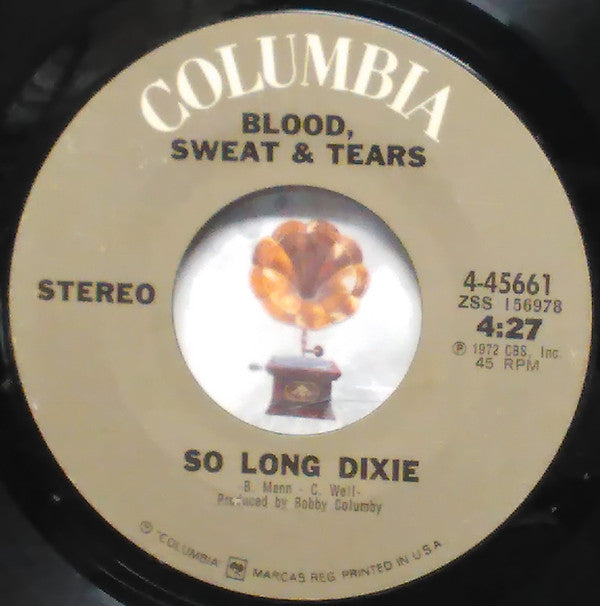 COLUMBIA
BLOOD,
SWEAT & TEARS
STEREO
4-45661
ZSS 156978
4:27
℗ 1972 CBS, Inc.
45 RPM
SO LONG DIXIE
B. Mann - C. Weil-
Produced by Bobby Columby
"COLUMBIA" MARCAS REG. PRINTED IN U.S.A.